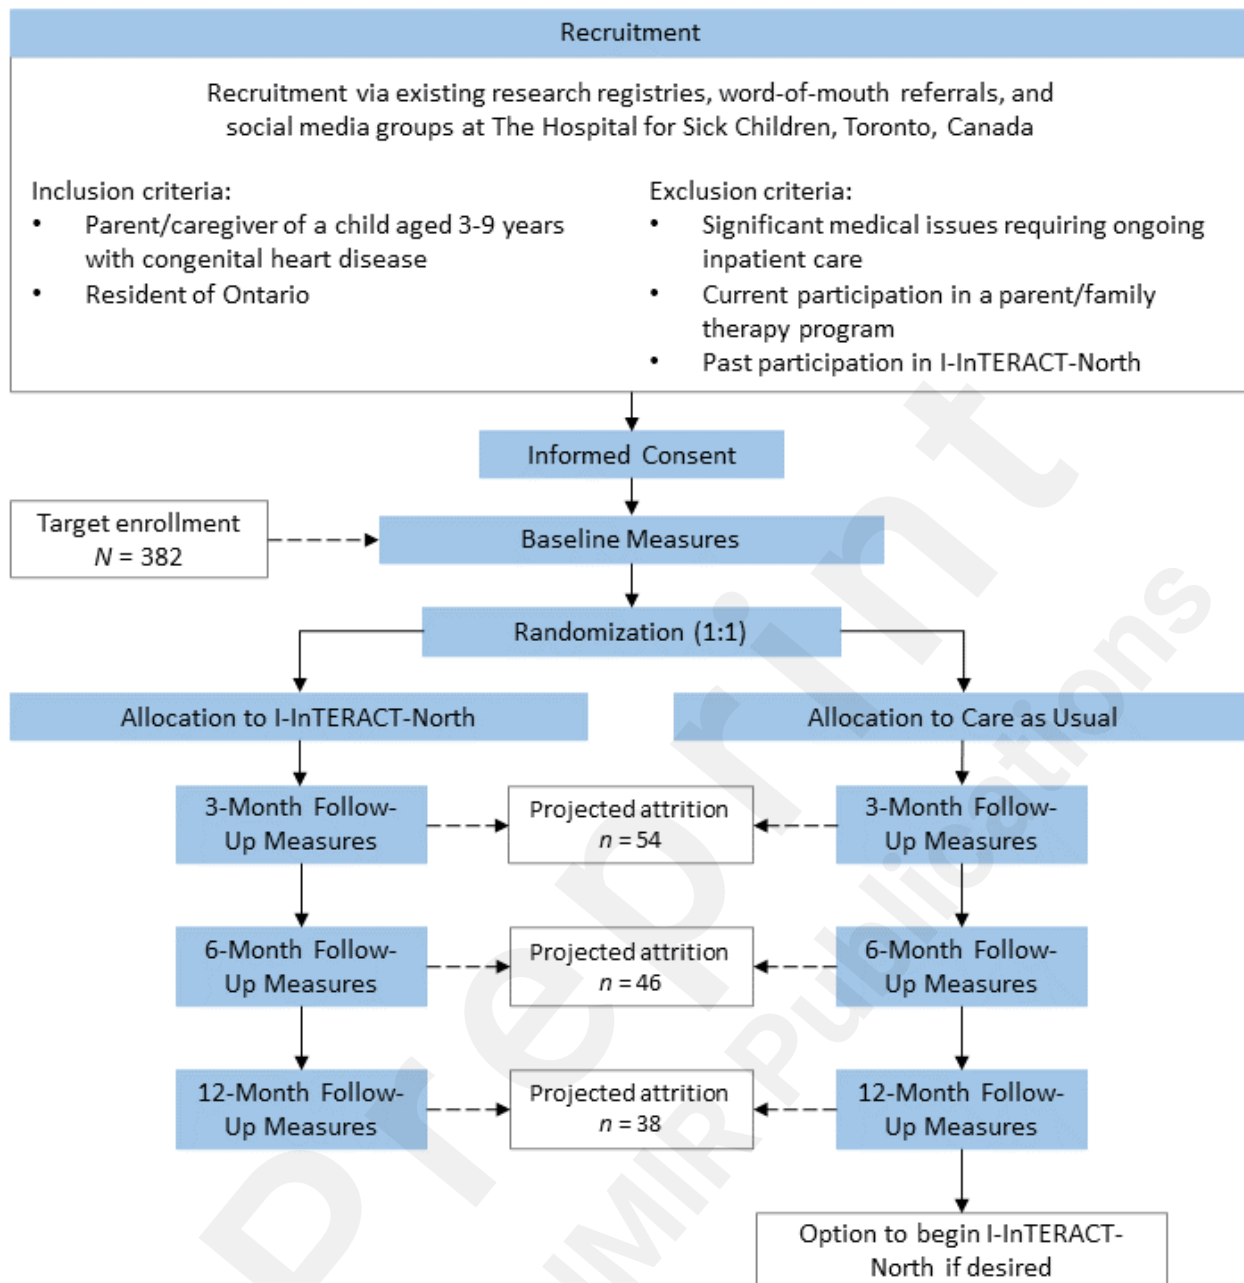 Recruitment
Recruitment via existing research registries, word-of-mouth referrals, and
social media groups at The Hospital for Sick Children, Toronto, Canada
Inclusion criteria:
• Parent/caregiver of a child aged 3-9 years
with congenital heart disease
• Resident of Ontario
Exclusion criteria:
• Significant medical issues requiring ongoing
inpatient care
• Current participation in a parent/family
therapy program
• Past participation in I-InTERACT-North
Informed Consent
Target enrollment
N = 382
Baseline Measures
Randomization (1:1)
Allocation to I-InTERACT-North
Allocation to Care as Usual
3-Month Follow-
Up Measures
Projected attrition
n = 54
3-Month Follow-
Up Measures
6-Month Follow-
Up Measures
Projected attrition
n = 46
6-Month Follow-
Up Measures
12-Month Follow-
Up Measures
Projected attrition
n = 38
12-Month Follow-
Up Measures
Option to begin I-InTERACT-
North if desired
Preprint
JMIR Publications